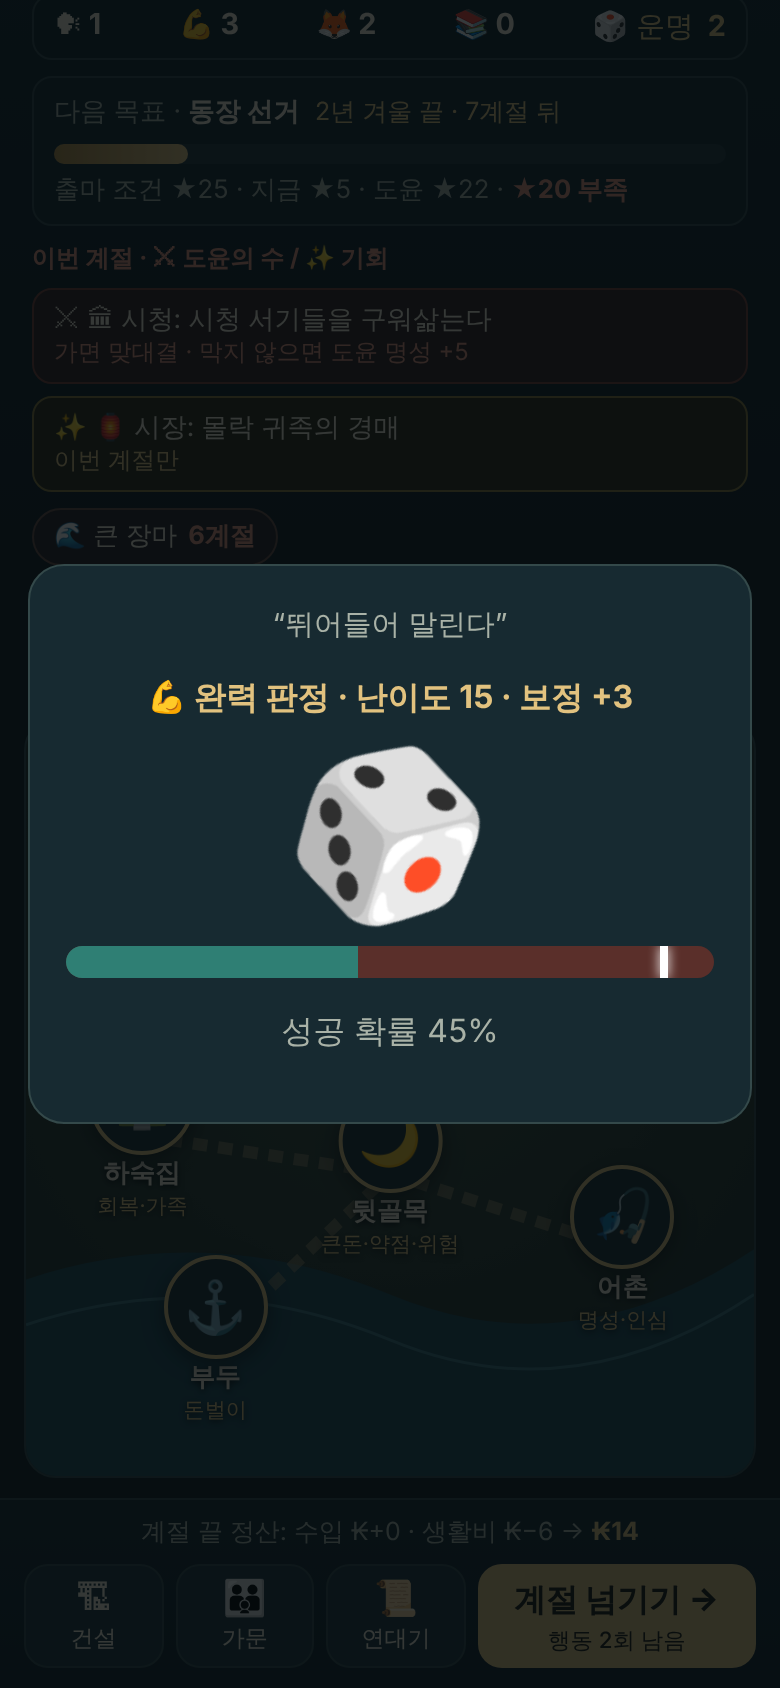 🗣 1 💪 3 🦊 2 📚 0 🎲 운명 2
다음 목표 · 동장 선거 2년 겨울 끝 · 7계절 뒤
출마 조건 ★25 · 지금 ★5 · 도윤 ★22 · ★20 부족
이번 계절 · ⚔ 도윤의 수 / ✨ 기회
⚔ 🏛 시청: 시청 서기들을 구워삶는다
가면 맞대결 · 막지 않으면 도윤 명성 +5
✨ 🏮 시장: 몰락 귀족의 경매
이번 계절만
🌊 큰 장마 6계절
“뛰어들어 말린다”
💪 완력 판정 · 난이도 15 · 보정 +3
성공 확률 45%
하숙집
회복·가족
뒷골목
큰돈·약점·위험
어촌
명성·인심
부두
돈벌이
계절 끝 정산: 수입 ₭+0 · 생활비 ₭−6 → ₭14
건설
가문
연대기
계절 넘기기 →
행동 2회 남음